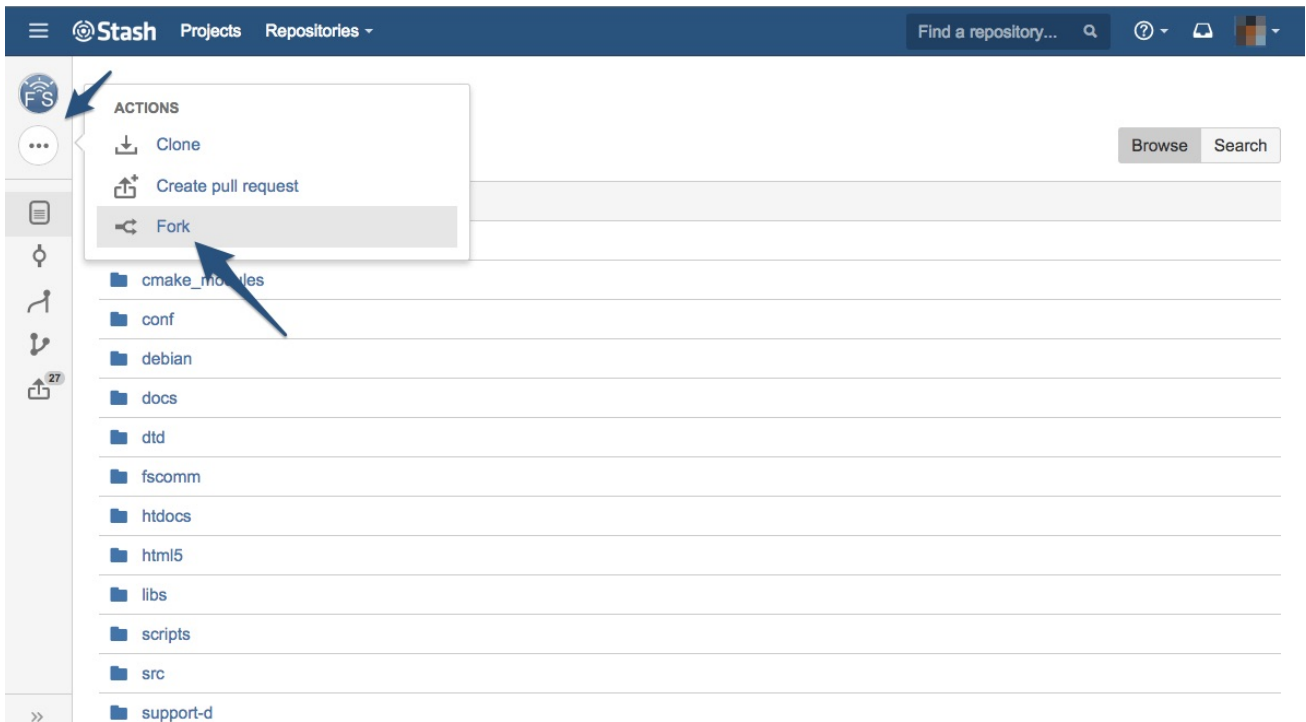 Stash Projects Repositories Find a repository...
FS
ACTIONS
Clone
Browse Search
Create pull request
Fork
cmake_modules
conf
debian
27
docs
dtd
fscomm
htdocs
html5
libs
scripts
src
support-d